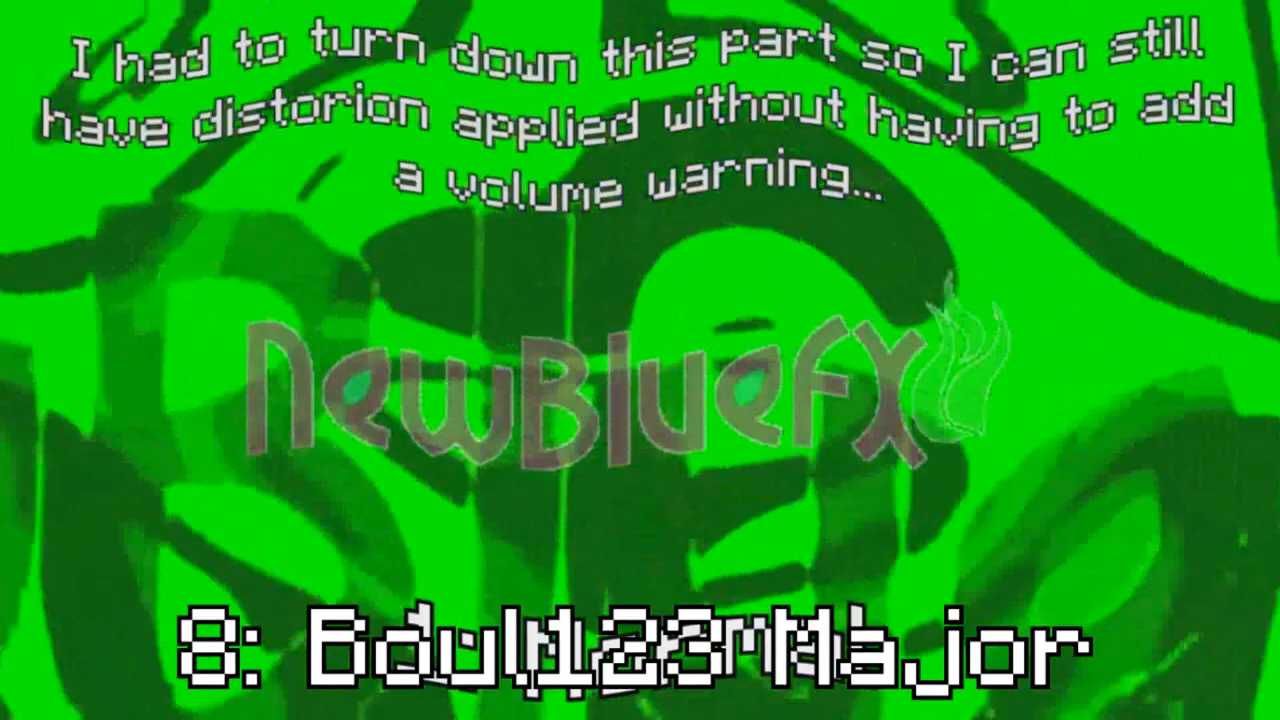 I had to turn down this part so I can still
have distorion applied without having to add
a volume warning...
NewBlueFX
8: 123 Major